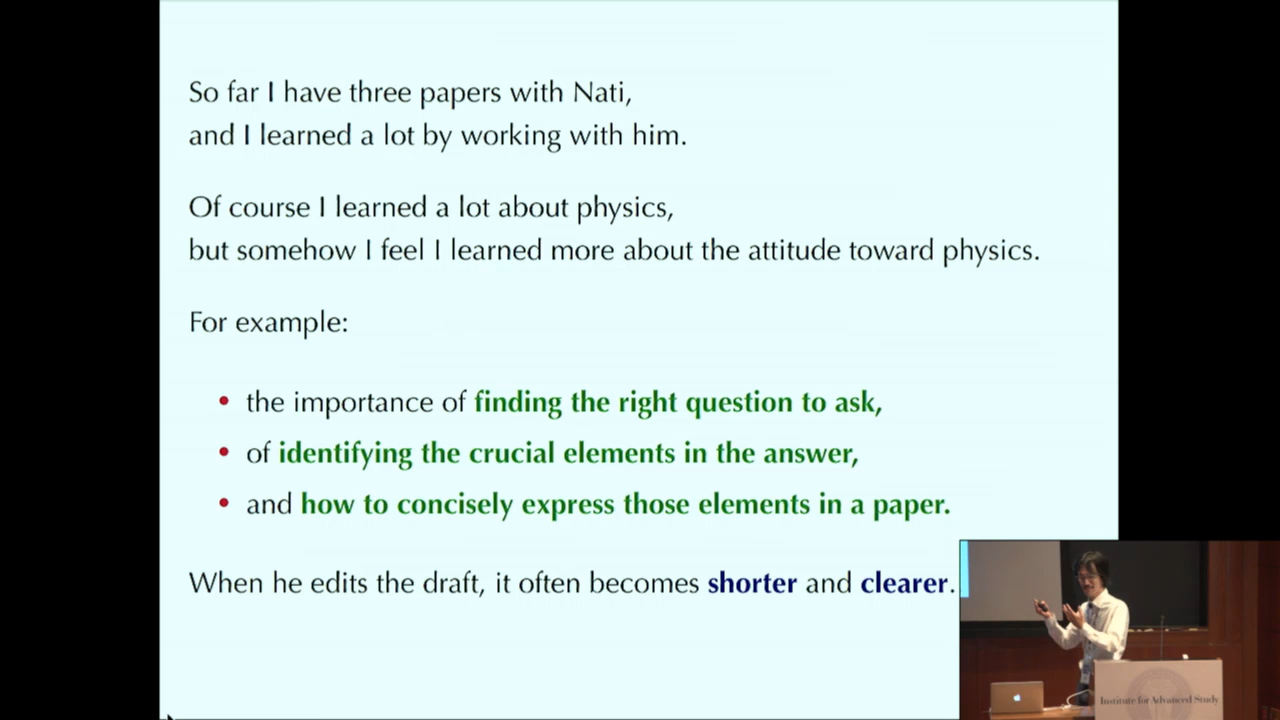 So far I have three papers with Nati,
and I learned a lot by working with him.
Of course I learned a lot about physics,
but somehow I feel I learned more about the attitude toward physics.
For example:
• the importance of finding the right question to ask,
• of identifying the crucial elements in the answer,
• and how to concisely express those elements in a paper.
When he edits the draft, it often becomes shorter and clearer.
Institute for Advanced Study